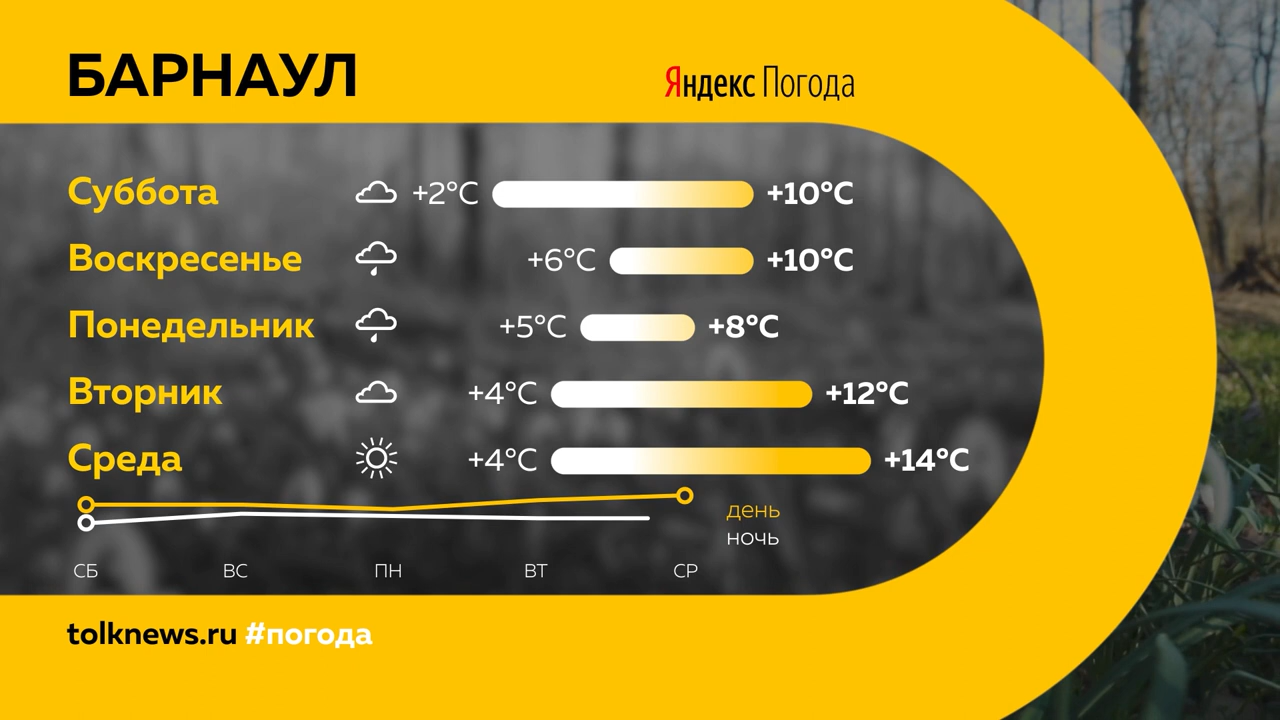 БАРНАУЛ
Яндекс Погода
Суббота +2°C +10°C
Воскресенье +6°C +10°C
Понедельник +5°C +8°C
Вторник +4°C +12°C
Среда +4°C +14°C
день
ночь
СБ ВС ПН ВТ СР
tolknews.ru #погода